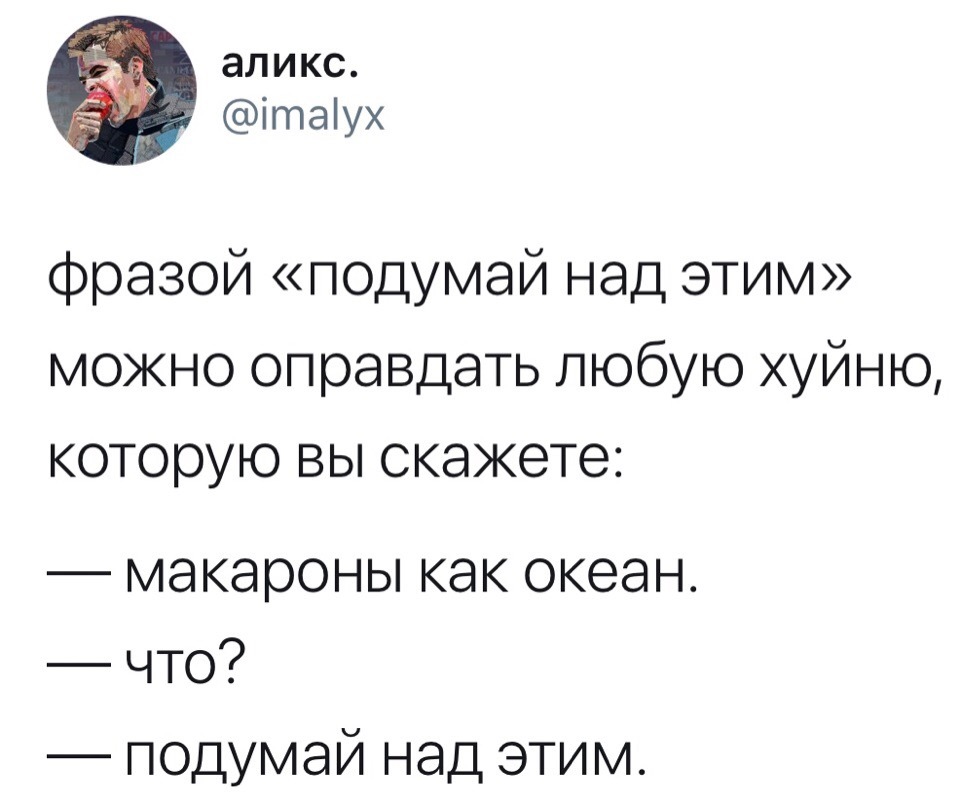 аликс.
@imalyx
фразой «подумай над этим»
можно оправдать любую хуйню,
которую вы скажете:
— макароны как океан.
— что?
— подумай над этим.